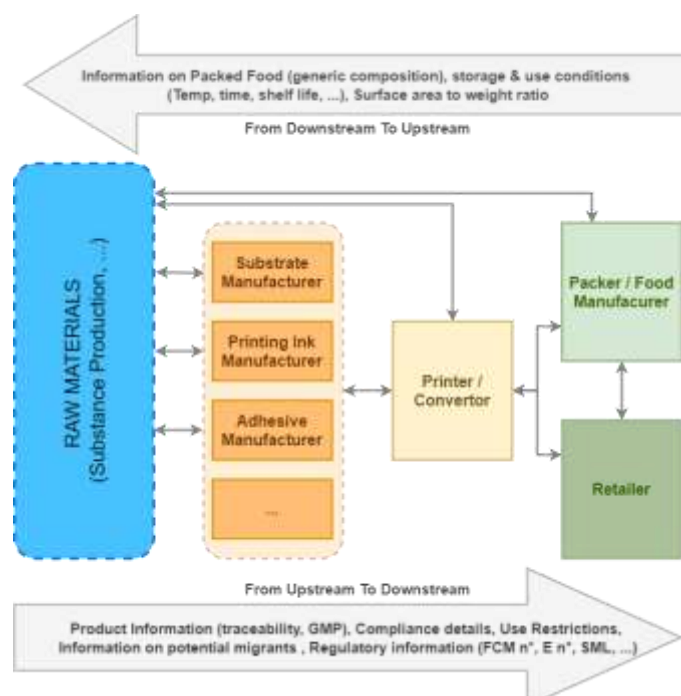 Information on Packed Food (generic composition), storage & use conditions
(Temp, time, shelf life, ...), Surface area to weight ratio
From Downstream To Upstream
RAW MATERIALS
(Substance Production, ...)
Substrate
Manufacturer
Printing Ink
Manufacturer
Adhesive
Manufacturer
...
Printer /
Convertor
Packer / Food
Manufacurer
Retailer
From Upstream To Downstream
Product Information (traceability, GMP), Compliance details, Use Restrictions,
Information on potential migrants , Regulatory information (FCM n°, E n°, SML, ...)